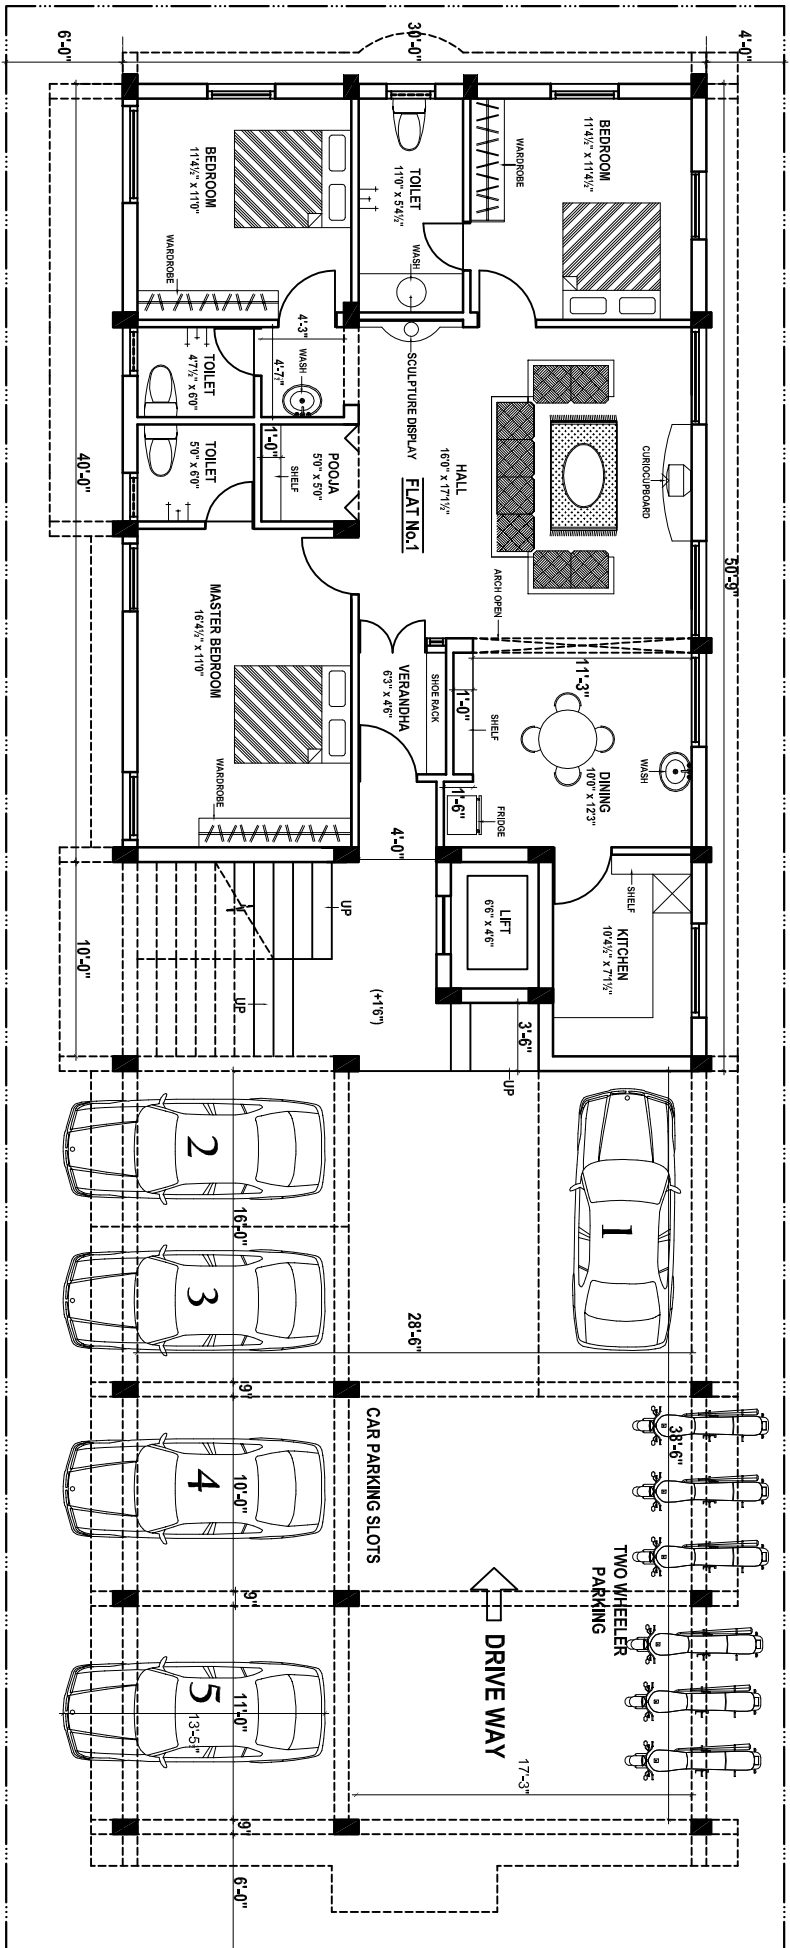 6'-0"
30'-0"
4'-0"
BEDROOM
11'4½" x 11'0"
WARDROBE
TOILET
11'0" x 5'4½"
WASH
BEDROOM
11'4½" x 11'4½"
WARDROBE
50'-9"
40'-0"
4'-3"
4'-7½"
WASH
TOILET
4'7½" x 6'0"
TOILET
5'0" x 6'0"
1'-0"
SHELF
POOJA
5'0" x 5'0"
SCULPTURE DISPLAY
HALL
16'0" x 17'1½"
FLAT No.1
CURIOCUPBOARD
ARCH OPEN
MASTER BEDROOM
16'4½" x 11'0"
WARDROBE
VERANDHA
6'3" x 4'6"
SHOE RACK
1'-0"
SHELF
11'-3"
DINING
10'0" x 12'3"
WASH
1'-6"
FRIDGE
4'-0"
LIFT
6'6" x 4'6"
KITCHEN
10'4½" x 7'1½"
SHELF
10'-0"
UP
UP
(+1'6")
3'-6"
UP
1
2
16'-0"
3
28'-6"
9"
38'-6"
CAR PARKING SLOTS
4
10'-0"
TWO WHEELER
PARKING
9"
DRIVE WAY
5
11'-0"
13'-5½"
17'-3"
9"
6'-0"